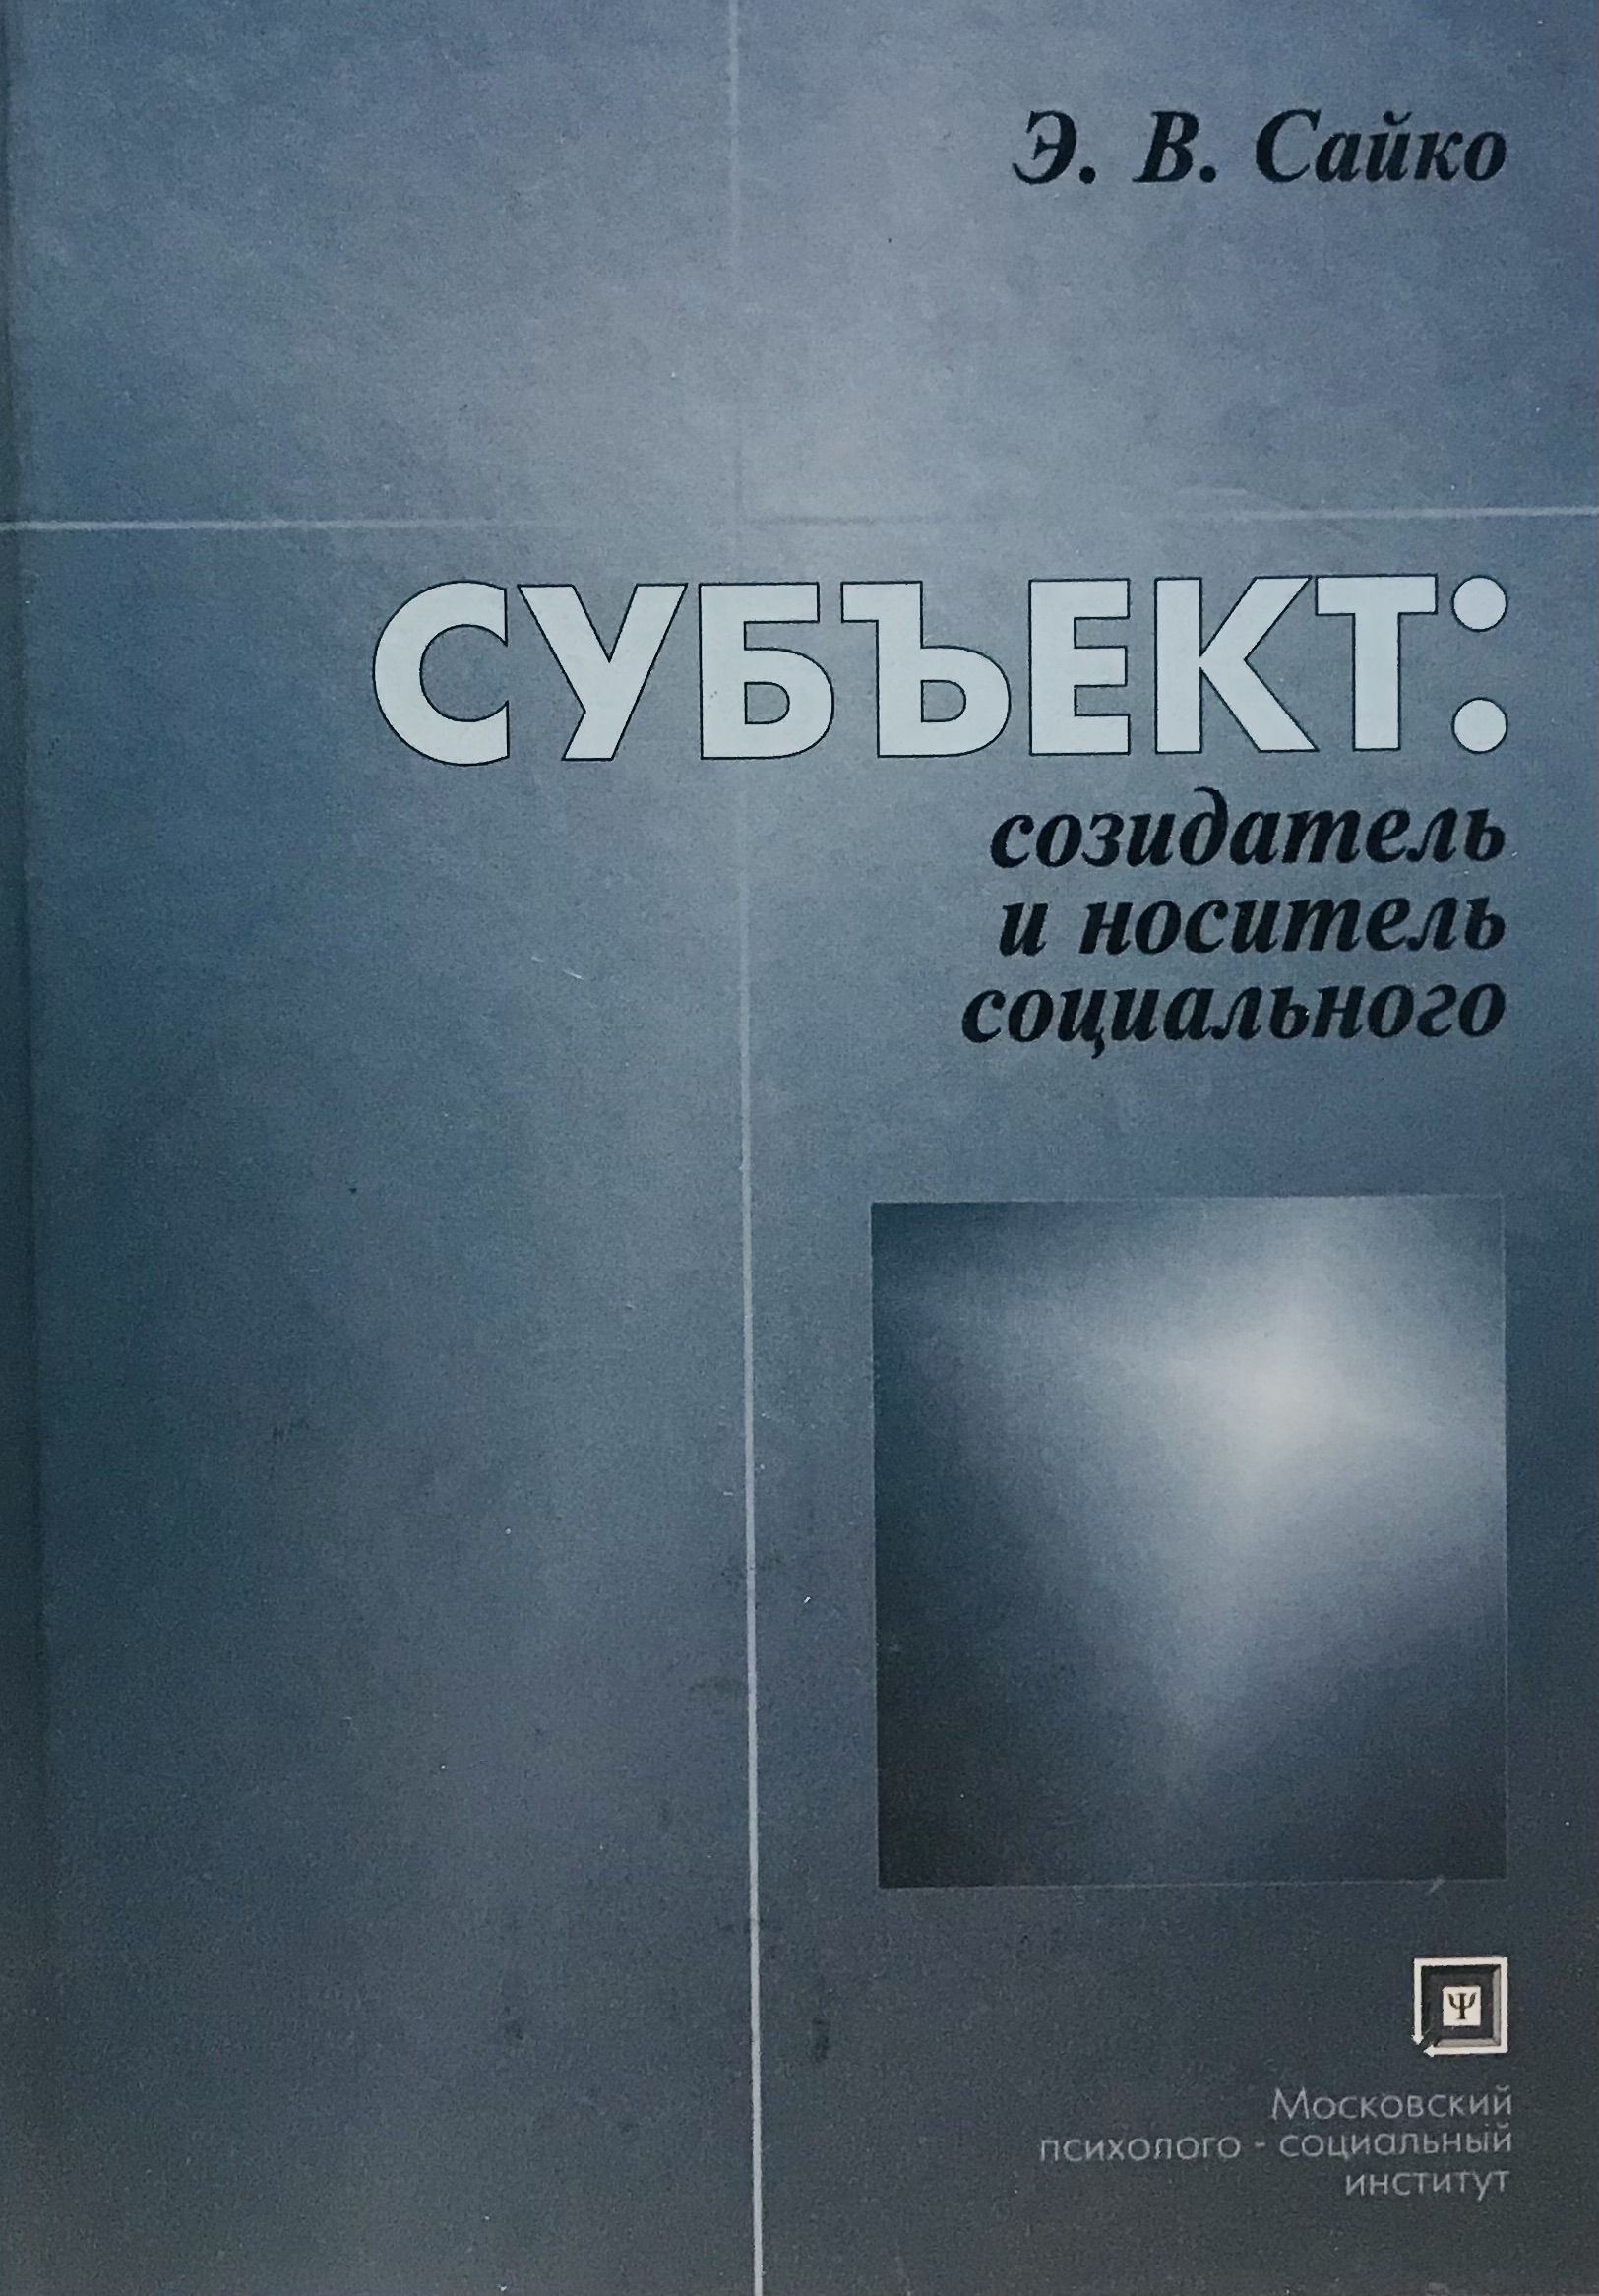 Э. В. Сайко
СУБЪЕКТ:
созидатель
и носитель
социального
Ψ
Московский
психолого - социальный
институт